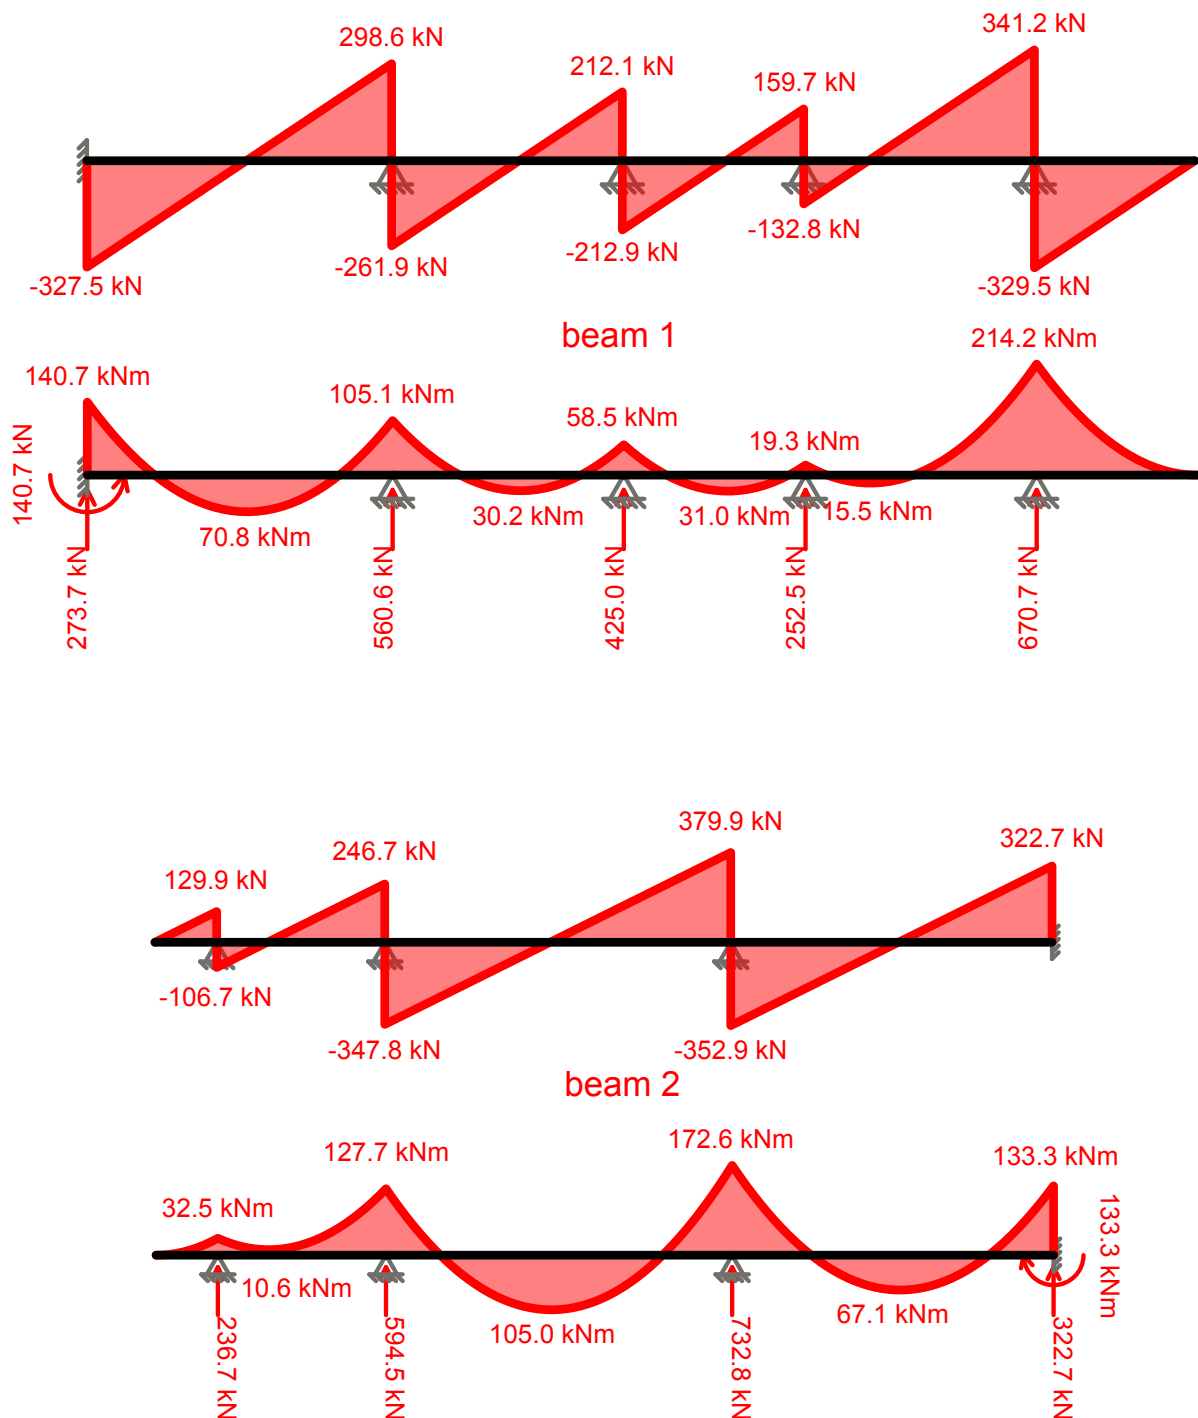 341.2 kN
298.6 kN
212.1 kN
159.7 kN
-327.5 kN
-261.9 kN
-212.9 kN
-132.8 kN
-329.5 kN
beam 1
214.2 kNm
140.7 kNm
105.1 kNm
58.5 kNm
19.3 kNm
140.7 kN
70.8 kNm
30.2 kNm
31.0 kNm
15.5 kNm
273.7 kN
560.6 kN
425.0 kN
252.5 kN
670.7 kN
379.9 kN
246.7 kN
322.7 kN
129.9 kN
-106.7 kN
-347.8 kN
-352.9 kN
beam 2
172.6 kNm
127.7 kNm
133.3 kNm
32.5 kNm
133.3 kNm
10.6 kNm
105.0 kNm
67.1 kNm
236.7 kN
594.5 kN
732.8 kN
322.7 kN